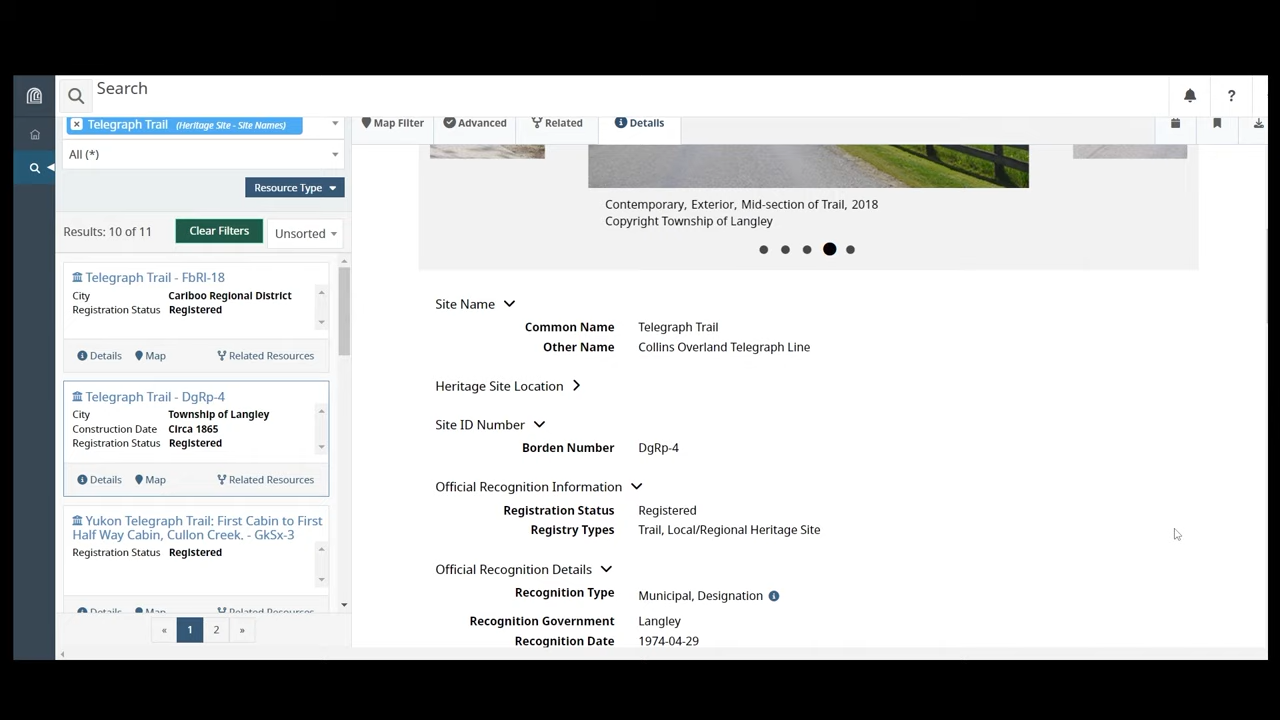 Search
Telegraph Trail (Heritage Site - Site Names)
All (*)
Resource Type
Results: 10 of 11
Clear Filters
Unsorted
Telegraph Trail - FbRl-18
City Cariboo Regional District
Registration Status Registered
Details Map Related Resources
Telegraph Trail - DgRp-4
City Township of Langley
Construction Date Circa 1865
Registration Status Registered
Details Map Related Resources
Yukon Telegraph Trail: First Cabin to First
Half Way Cabin, Cullon Creek. - GkSx-3
Registration Status Registered
Details Map Related Resources
« 1 2 »
Map Filter Advanced Related Details
?
Contemporary, Exterior, Mid-section of Trail, 2018
Copyright Township of Langley
Site Name
Common Name Telegraph Trail
Other Name Collins Overland Telegraph Line
Heritage Site Location
Site ID Number
Borden Number DgRp-4
Official Recognition Information
Registration Status Registered
Registry Types Trail, Local/Regional Heritage Site
Official Recognition Details
Recognition Type Municipal, Designation
Recognition Government Langley
Recognition Date 1974-04-29